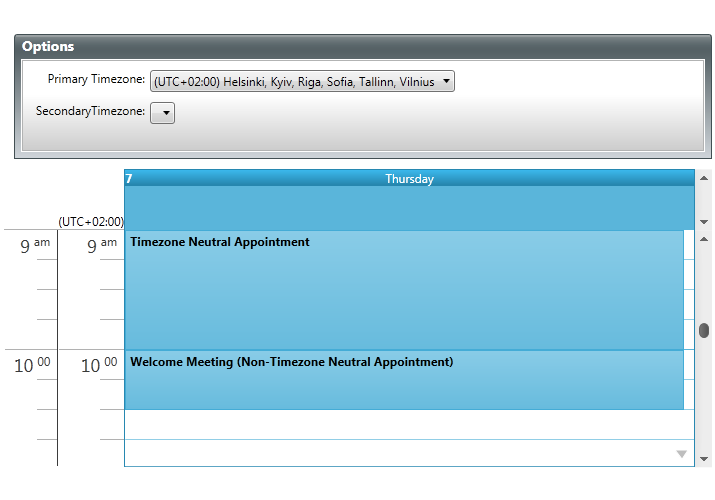 Options
Primary Timezone: (UTC+02:00) Helsinki, Kyiv, Riga, Sofia, Tallinn, Vilnius
SecondaryTimezone:
7 Thursday
(UTC+02:00)
9 am 9 am Timezone Neutral Appointment
10 00 10 00 Welcome Meeting (Non-Timezone Neutral Appointment)